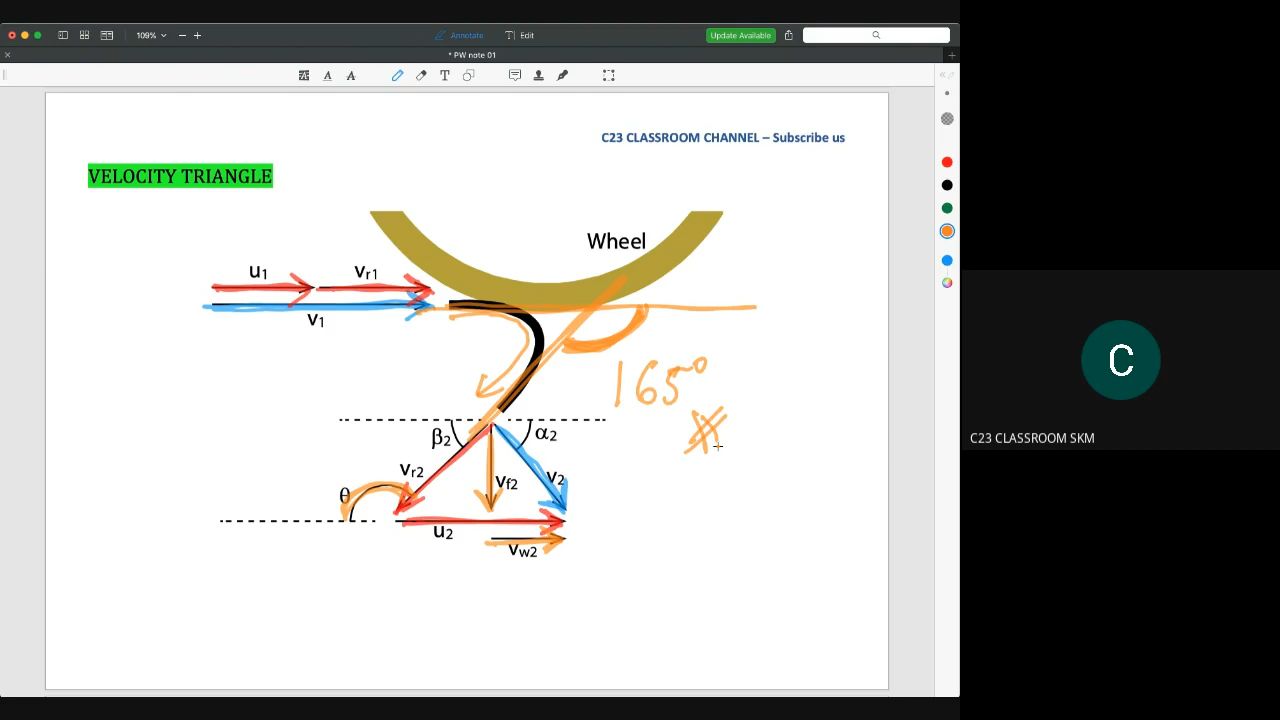 109%
Annotate
Edit
Update Available
* PW note 01
A
A
T
C23 CLASSROOM CHANNEL – Subscribe us
VELOCITY TRIANGLE
Wheel
u1
vr1
v1
165°
β2
α2
vr2
vf2
v2
θ
u2
vw2
C
C23 CLASSROOM SKM